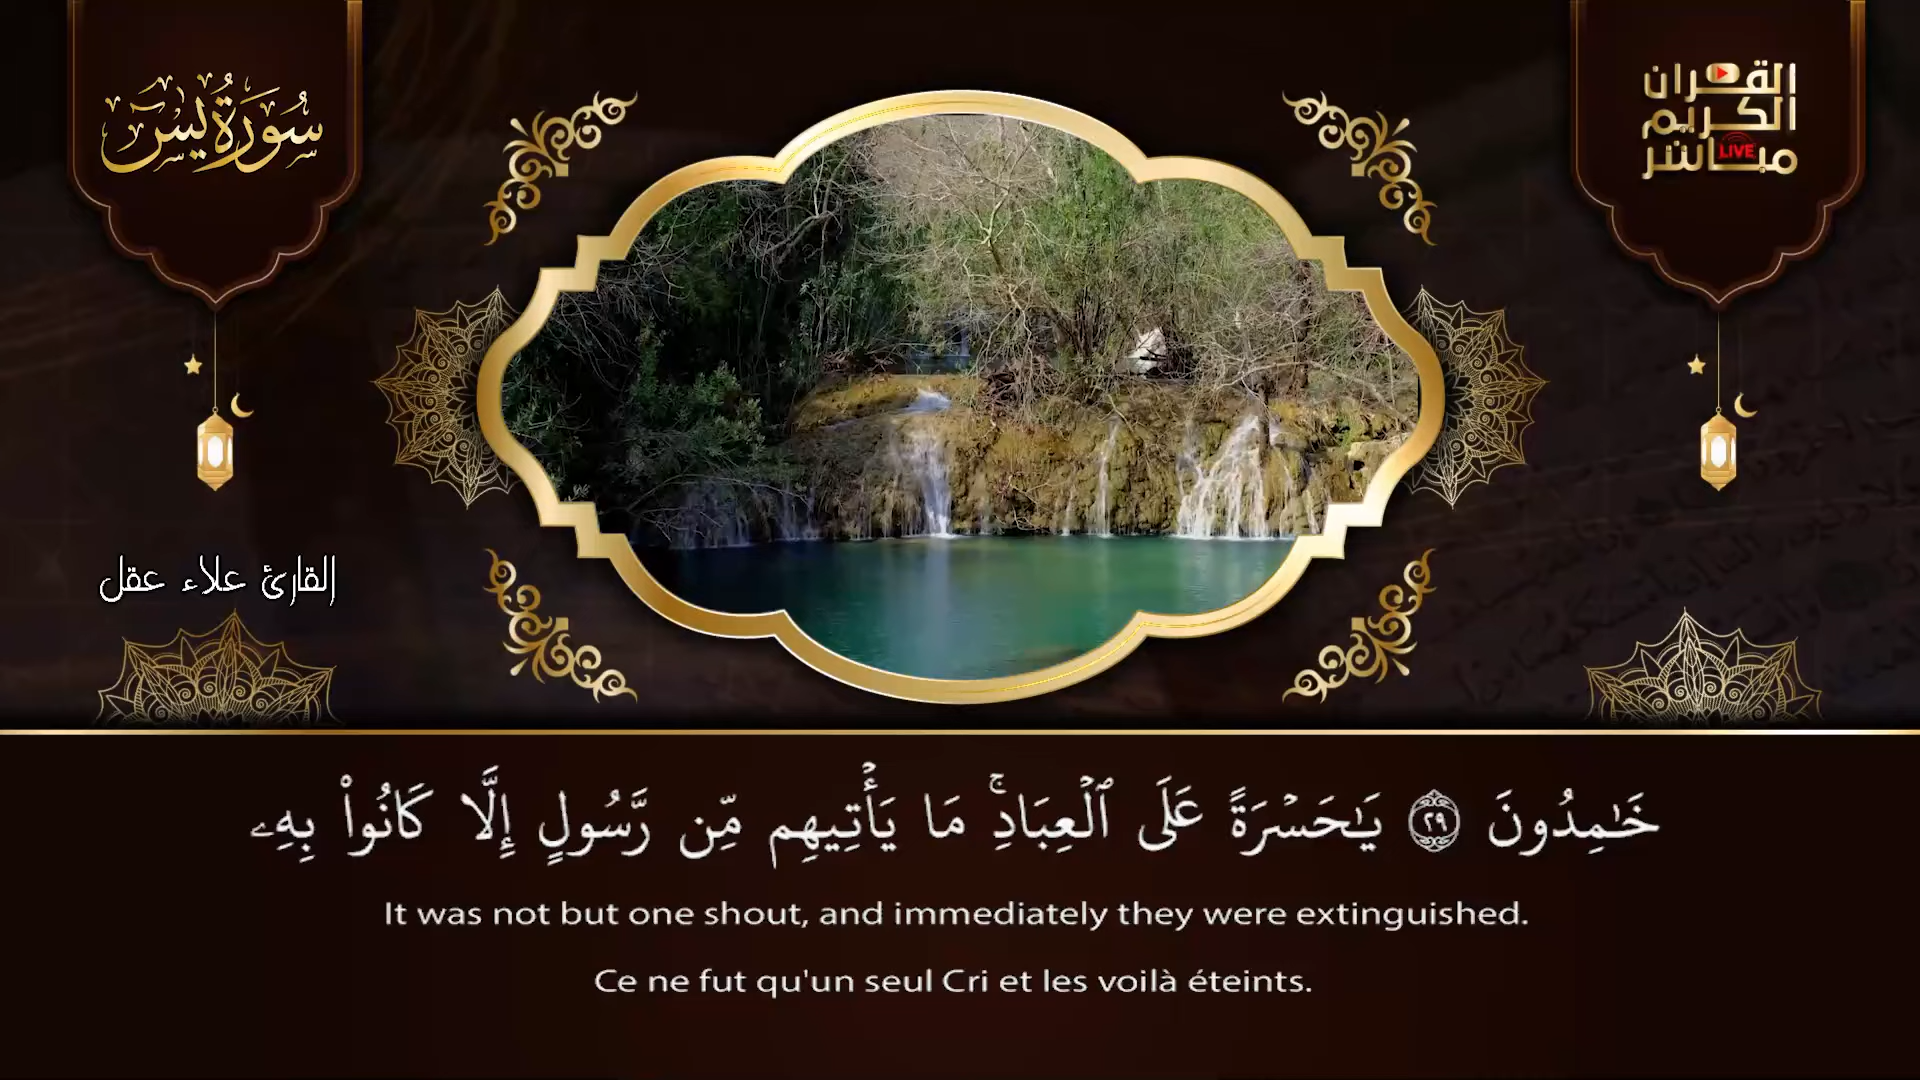 سُورَةُ يسٓ
القرآن
الكريم
مباشر
LIVE
القارئ علاء عقل
خَٰمِدُونَ ٢٩ يَٰحَسۡرَةً عَلَى ٱلۡعِبَادِۚ مَا يَأۡتِيهِم مِّن رَّسُولٍ إِلَّا كَانُواْ بِهِۦ
It was not but one shout, and immediately they were extinguished.
Ce ne fut qu'un seul Cri et les voilà éteints.